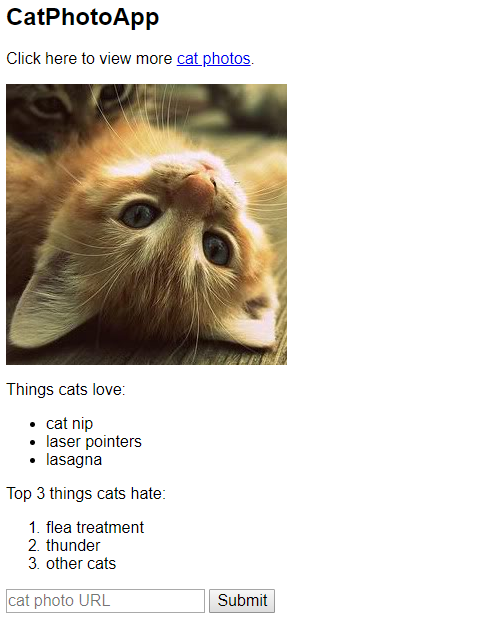 CatPhotoApp
Click here to view more cat photos.
Things cats love:
• cat nip
• laser pointers
• lasagna
Top 3 things cats hate:
1. flea treatment
2. thunder
3. other cats
cat photo URL Submit